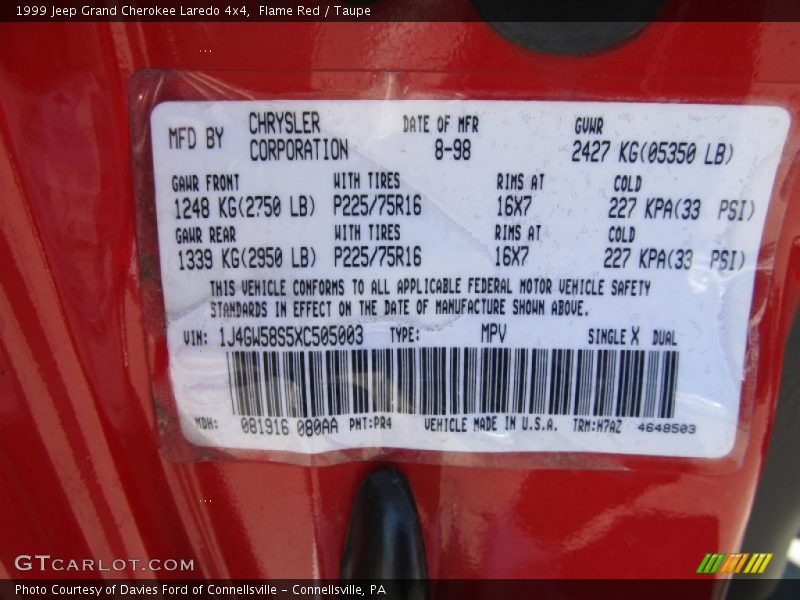 1999 Jeep Grand Cherokee Laredo 4x4,  Flame Red / Taupe
MFD BY CHRYSLER CORPORATION DATE OF MFR 8-98 GVWR 2427 KG(05350 LB)
GAWR FRONT WITH TIRES RIMS AT COLD
1248 KG(2750 LB) P225/75R16 16X7 227 KPA(33 PSI)
GAWR REAR WITH TIRES RIMS AT COLD
1339 KG(2950 LB) P225/75R16 16X7 227 KPA(33 PSI)
THIS VEHICLE CONFORMS TO ALL APPLICABLE FEDERAL MOTOR VEHICLE SAFETY
STANDARDS IN EFFECT ON THE DATE OF MANUFACTURE SHOWN ABOVE.
VIN: 1J4GW58S5XC505003 TYPE: MPV SINGLE X DUAL
MDH: 081916 080AA PNT:PR4 VEHICLE MADE IN U.S.A. TRM:H7AZ 4648503
GTCARLOT.COM
Photo Courtesy of Davies Ford of Connellsville - Connellsville, PA